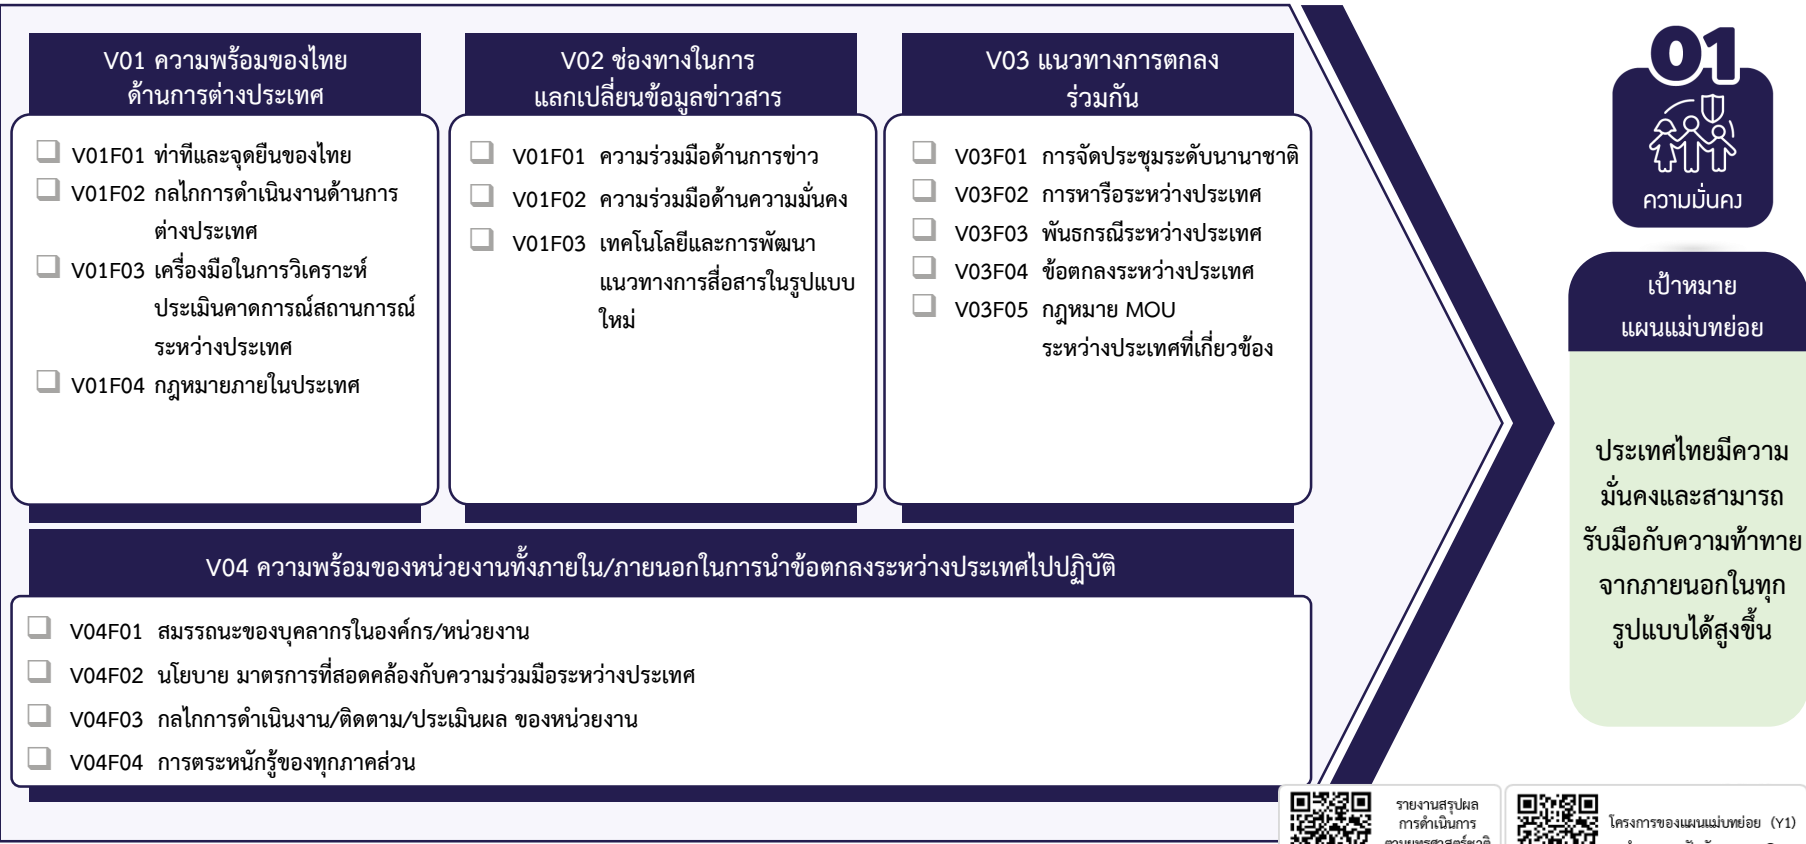 V01 ความพร้อมของไทย
ด้านการต่างประเทศ
V01F01 ท่าทีและจุดยืนของไทย
V01F02 กลไกการดำเนินงานด้านการ
ต่างประเทศ
V01F03 เครื่องมือในการวิเคราะห์
ประเมินคาดการณ์สถานการณ์
ระหว่างประเทศ
V01F04 กฎหมายภายในประเทศ
V02 ช่องทางในการ
แลกเปลี่ยนข้อมูลข่าวสาร
V01F01 ความร่วมมือด้านการข่าว
V01F02 ความร่วมมือด้านความมั่นคง
V01F03 เทคโนโลยีและการพัฒนา
แนวทางการสื่อสารในรูปแบบ
ใหม่
V03 แนวทางการตกลง
ร่วมกัน
V03F01 การจัดประชุมระดับนานาชาติ
V03F02 การหารือระหว่างประเทศ
V03F03 พันธกรณีระหว่างประเทศ
V03F04 ข้อตกลงระหว่างประเทศ
V03F05 กฎหมาย MOU
ระหว่างประเทศที่เกี่ยวข้อง
V04 ความพร้อมของหน่วยงานทั้งภายใน/ภายนอกในการนำข้อตกลงระหว่างประเทศไปปฏิบัติ
V04F01 สมรรถนะของบุคลากรในองค์กร/หน่วยงาน
V04F02 นโยบาย มาตรการที่สอดคล้องกับความร่วมมือระหว่างประเทศ
V04F03 กลไกการดำเนินงาน/ติดตาม/ประเมินผล ของหน่วยงาน
V04F04 การตระหนักรู้ของทุกภาคส่วน
01
ความมั่นคง
เป้าหมาย
แผนแม่บทย่อย
ประเทศไทยมีความ
มั่นคงและสามารถ
รับมือกับความท้าทาย
จากภายนอกในทุก
รูปแบบได้สูงขึ้น
รายงานสรุปผล
การดำเนินการ
ตามยุทธศาสตร์ชาติ
โครงการของแผนแม่บทย่อย (Y1)